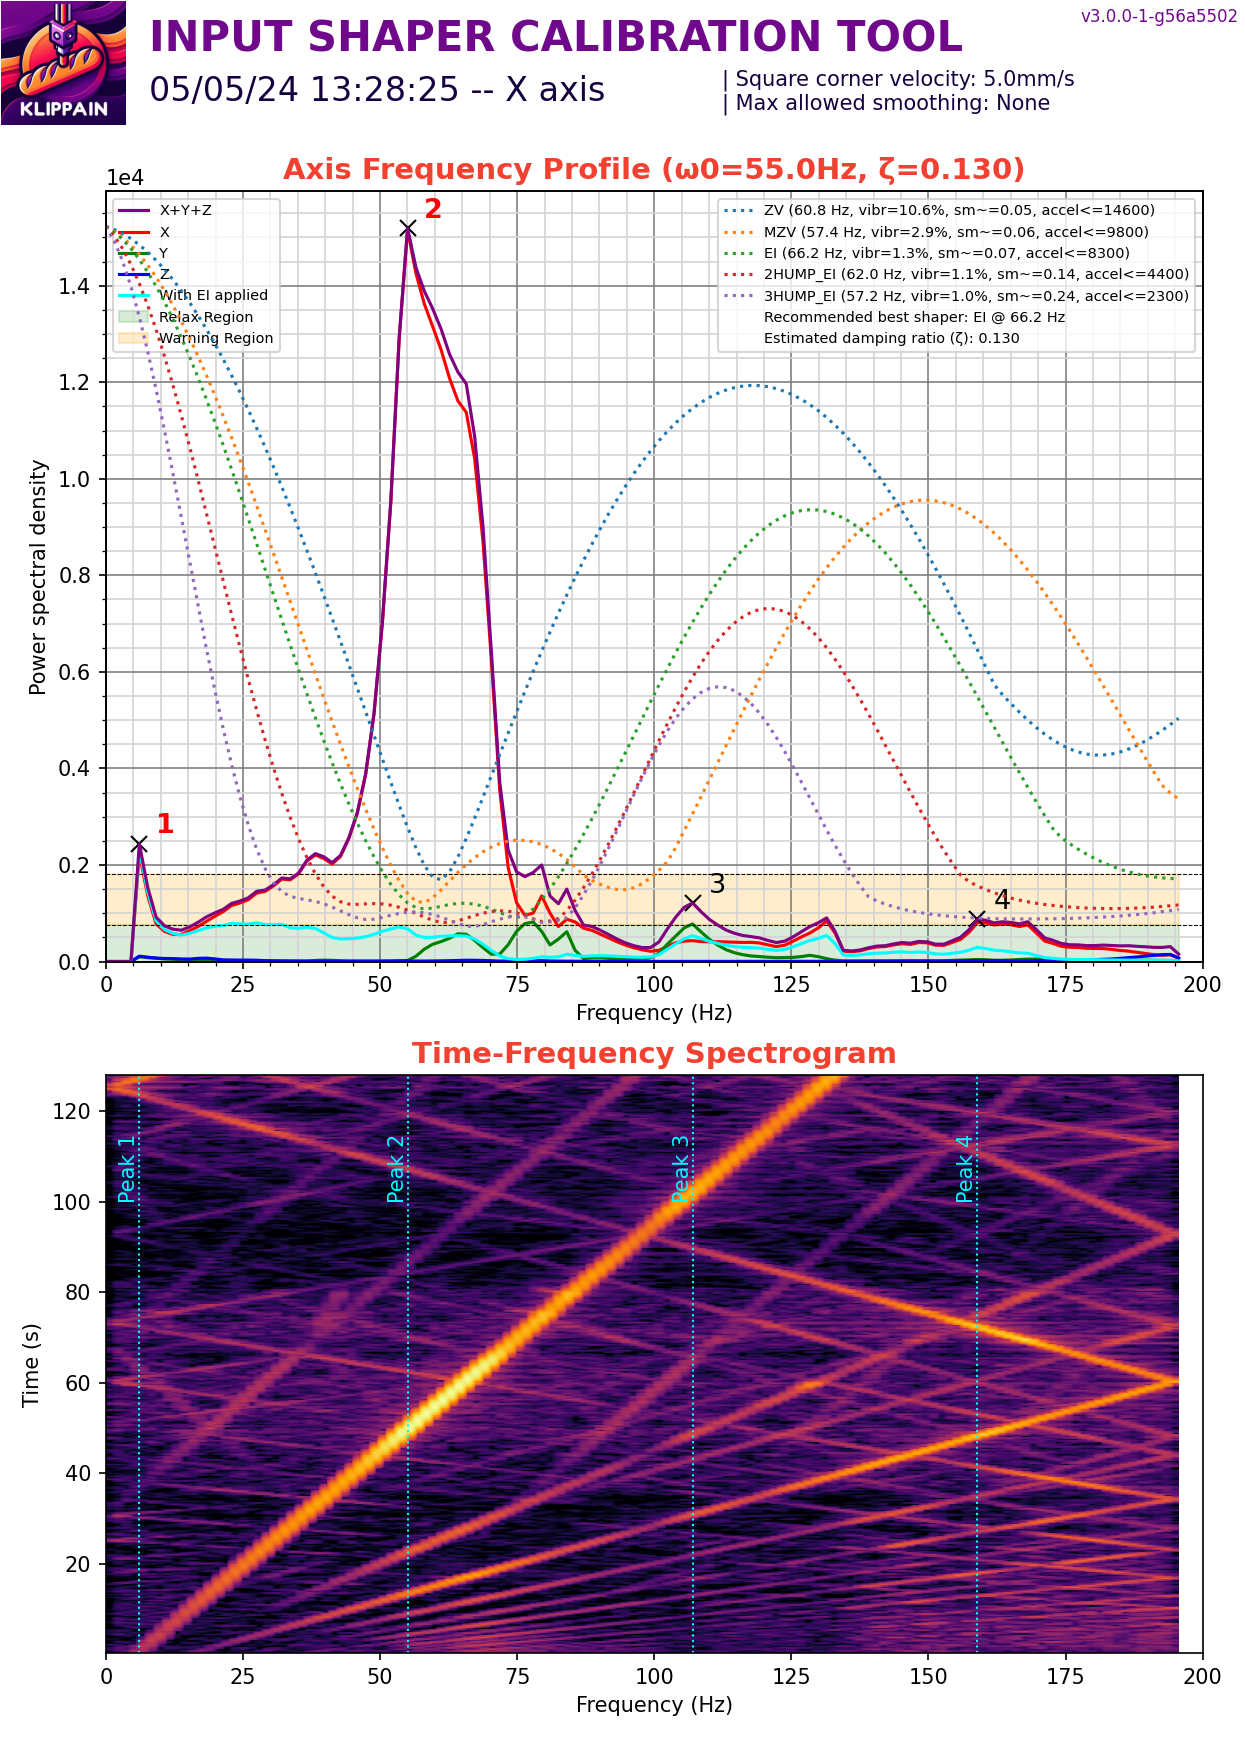 v3.0.0-1-g56a5502
INPUT SHAPER CALIBRATION TOOL
KLIPPAIN
05/05/24 13:28:25 -- X axis
| Square corner velocity: 5.0mm/s
| Max allowed smoothing: None
Axis Frequency Profile (ω0=55.0Hz, ζ=0.130)
1e4
X+Y+Z
X
Y
Z
With EI applied
Relax Region
Warning Region
ZV (60.8 Hz, vibr=10.6%, sm~=0.05, accel<=14600)
MZV (57.4 Hz, vibr=2.9%, sm~=0.06, accel<=9800)
EI (66.2 Hz, vibr=1.3%, sm~=0.07, accel<=8300)
2HUMP_EI (62.0 Hz, vibr=1.1%, sm~=0.14, accel<=4400)
3HUMP_EI (57.2 Hz, vibr=1.0%, sm~=0.24, accel<=2300)
Recommended best shaper: EI @ 66.2 Hz
Estimated damping ratio (ζ): 0.130
1
2
3
4
Power spectral density
1.4
1.2
1.0
0.8
0.6
0.4
0.2
0.0
0 25 50 75 100 125 150 175 200
Frequency (Hz)
Time-Frequency Spectrogram
Time (s)
120
100
80
60
40
20
Peak 1
Peak 2
Peak 3
Peak 4
0 25 50 75 100 125 150 175 200
Frequency (Hz)